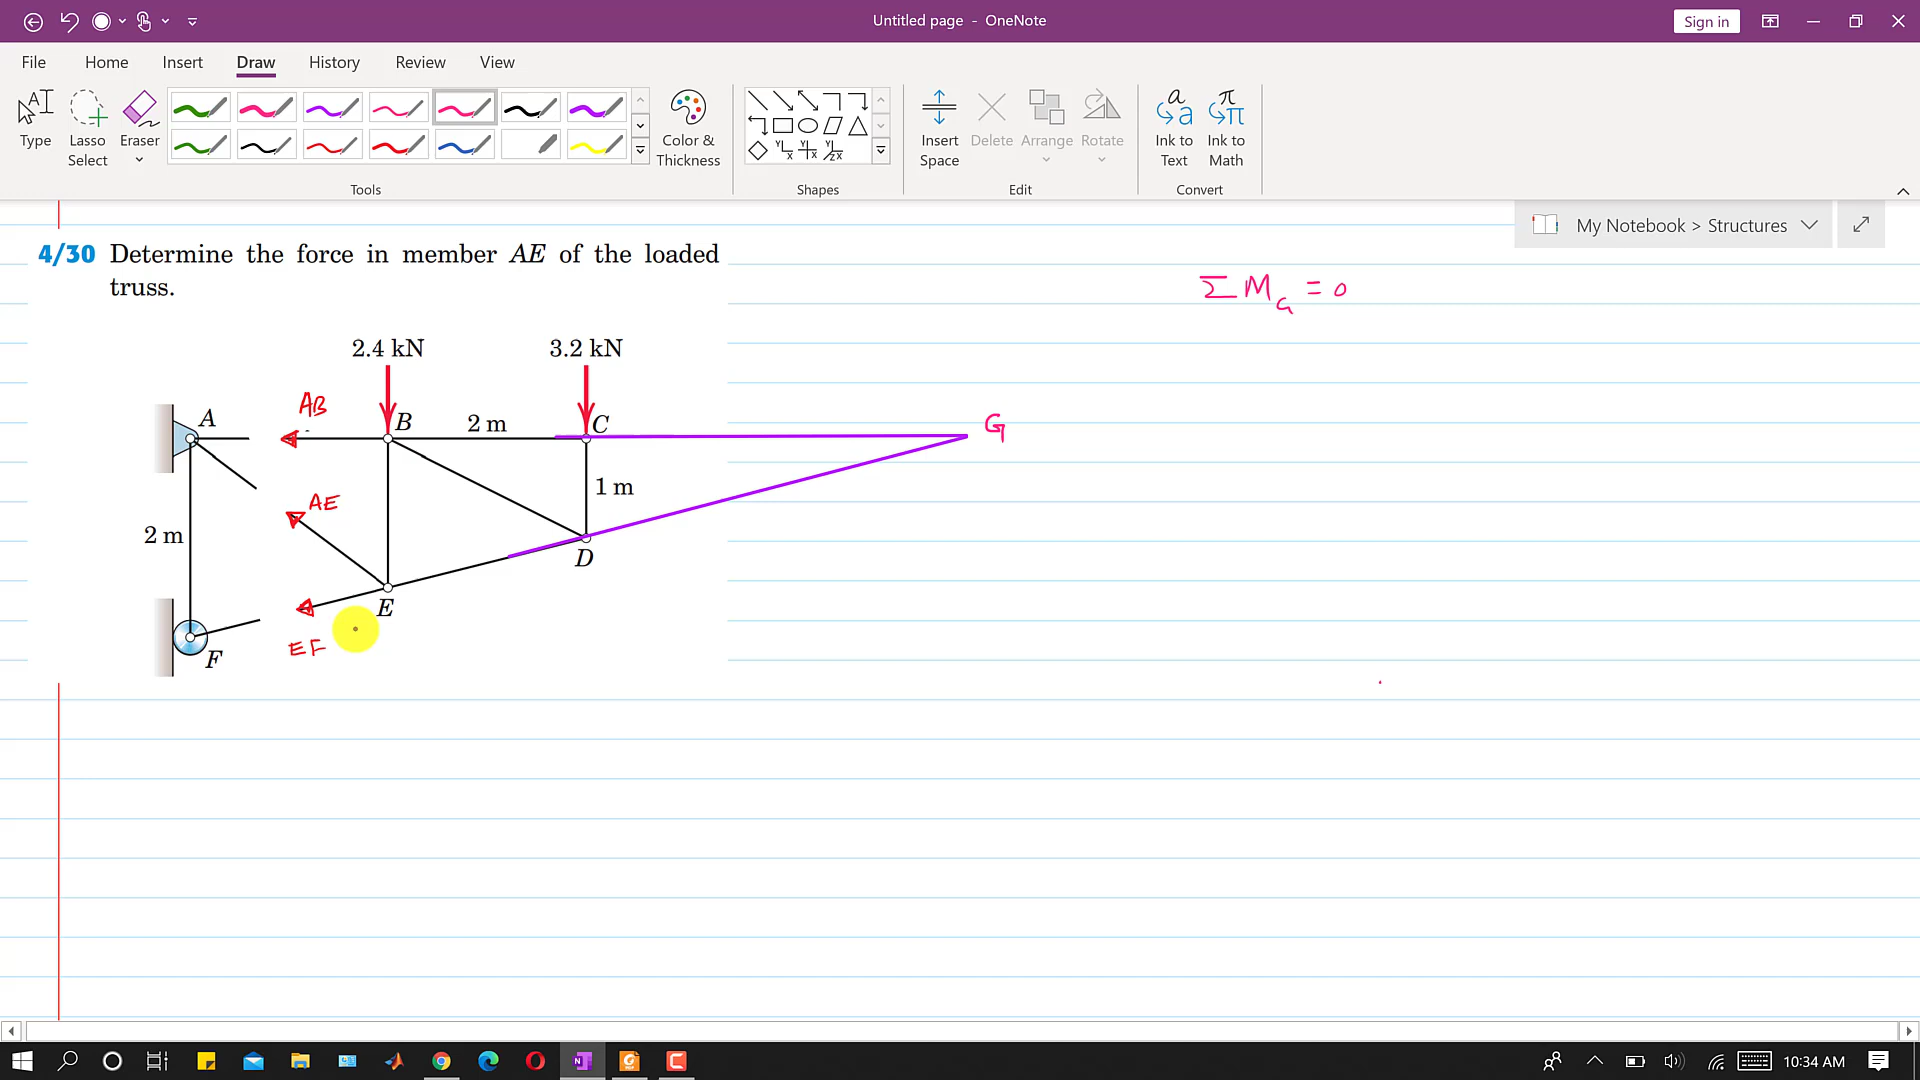 Untitled page - OneNote
Sign in
File Home Insert Draw History Review View
Type
Lasso Select
Eraser
Color & Thickness
Insert Space
Delete
Arrange
Rotate
Ink to Text
Ink to Math
Tools
Shapes
Edit
Convert
My Notebook > Structures
4/30 Determine the force in member AE of the loaded
truss.
Σ M_G = 0
2.4 kN
3.2 kN
AB
A
B
2 m
C
G
1 m
AE
2 m
D
E
EF
F
10:34 AM